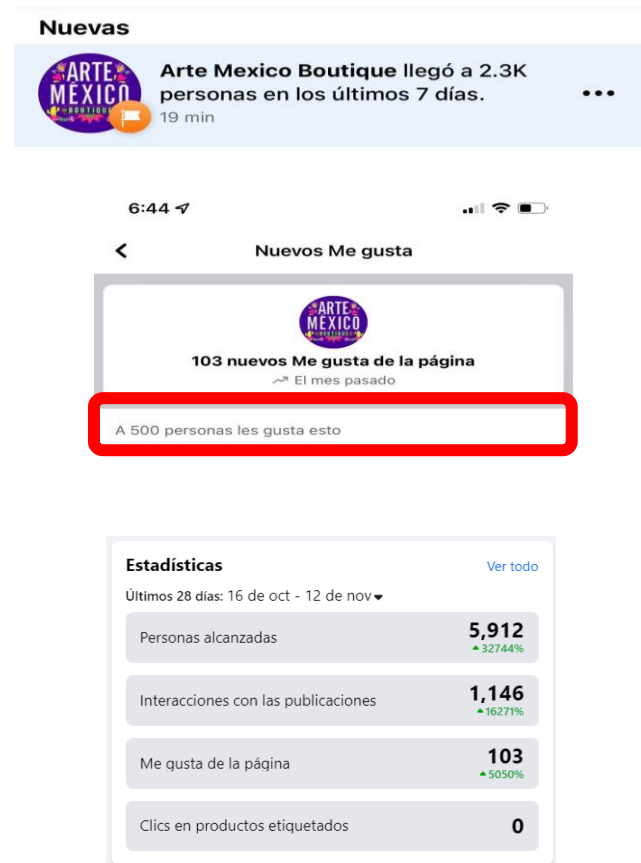 Nuevas
ARTE
MEXICO
BOUTIQUE
Arte Mexico Boutique llegó a 2.3K
personas en los últimos 7 días.
19 min
6:44
Nuevos Me gusta
ARTE
MEXICO
BOUTIQUE
103 nuevos Me gusta de la página
El mes pasado
A 500 personas les gusta esto
Estadísticas
Ver todo
Últimos 28 días: 16 de oct - 12 de nov
Personas alcanzadas
5,912
32744%
Interacciones con las publicaciones
1,146
16271%
Me gusta de la página
103
5050%
Clics en productos etiquetados
0